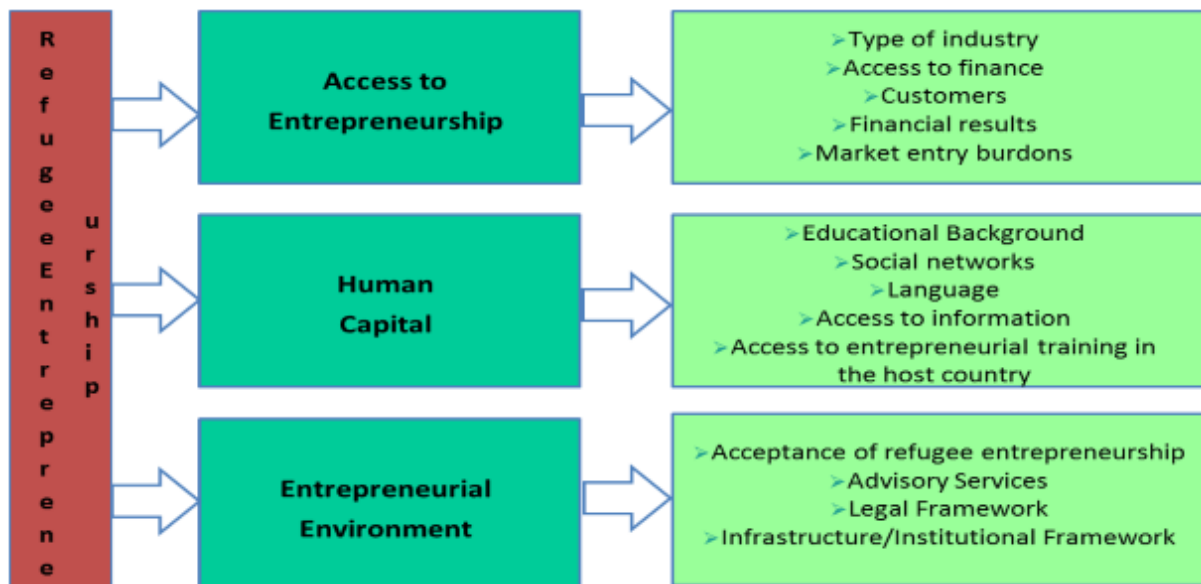 RefugeeEntreprene
urship
Access to
Entrepreneurship
➢Type of industry
➢Access to finance
➢Customers
➢Financial results
➢Market entry burdons
Human
Capital
➢Educational Background
➢Social networks
➢Language
➢Access to information
➢Access to entrepreneurial training in
the host country
Entrepreneurial
Environment
➢Acceptance of refugee entrepreneurship
➢Advisory Services
➢Legal Framework
➢Infrastructure/Institutional Framework